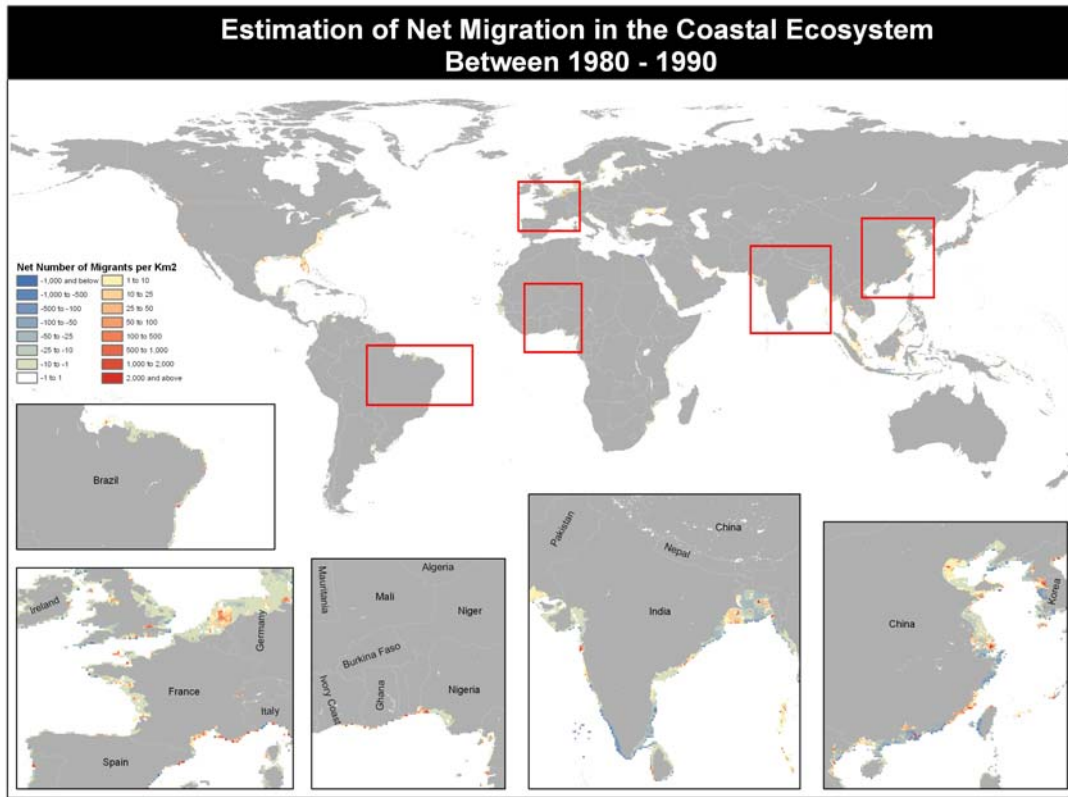 Estimation of Net Migration in the Coastal Ecosystem
Between 1980 - 1990
Net Number of Migrants per Km2
-1,000 and below
-1,000 to -500
-500 to -100
-100 to -50
-50 to -25
-25 to -10
-10 to -1
-1 to 1
1 to 10
10 to 25
25 to 50
50 to 100
100 to 500
500 to 1,000
1,000 to 2,000
2,000 and above
Brazil
Ireland
Germany
France
Italy
Spain
Mauntania
Algeria
Mali
Niger
Burkina Faso
Ivory Coast
Ghana
Nigeria
Pakistan
China
Nepal
India
China
Korea